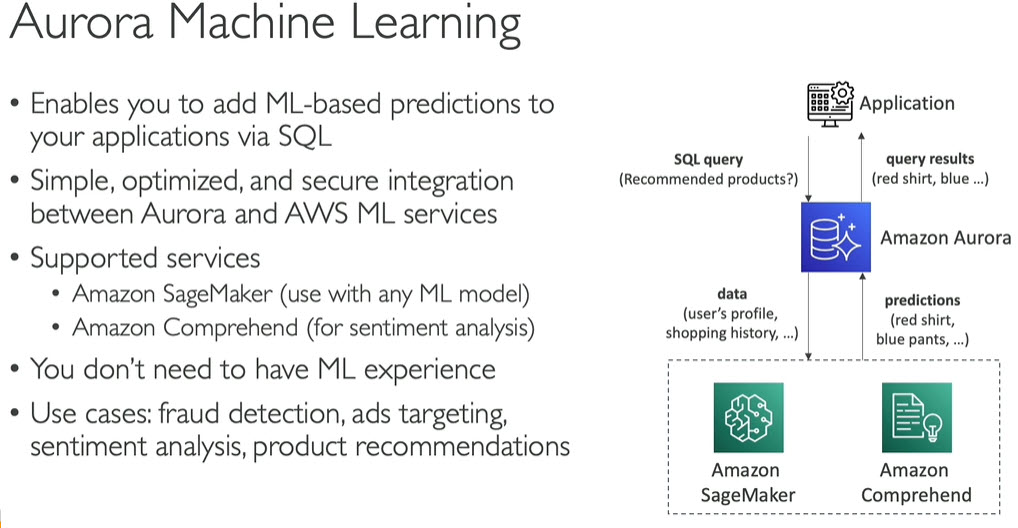 Aurora Machine Learning
• Enables you to add ML-based predictions to
your applications via SQL
• Simple, optimized, and secure integration
between Aurora and AWS ML services
• Supported services
• Amazon SageMaker (use with any ML model)
• Amazon Comprehend (for sentiment analysis)
• You don’t need to have ML experience
• Use cases: fraud detection, ads targeting,
sentiment analysis, product recommendations
Application
SQL query
(Recommended products?)
query results
(red shirt, blue ...)
Amazon Aurora
data
(user’s profile,
shopping history, ...)
predictions
(red shirt,
blue pants, ...)
Amazon
SageMaker
Amazon
Comprehend